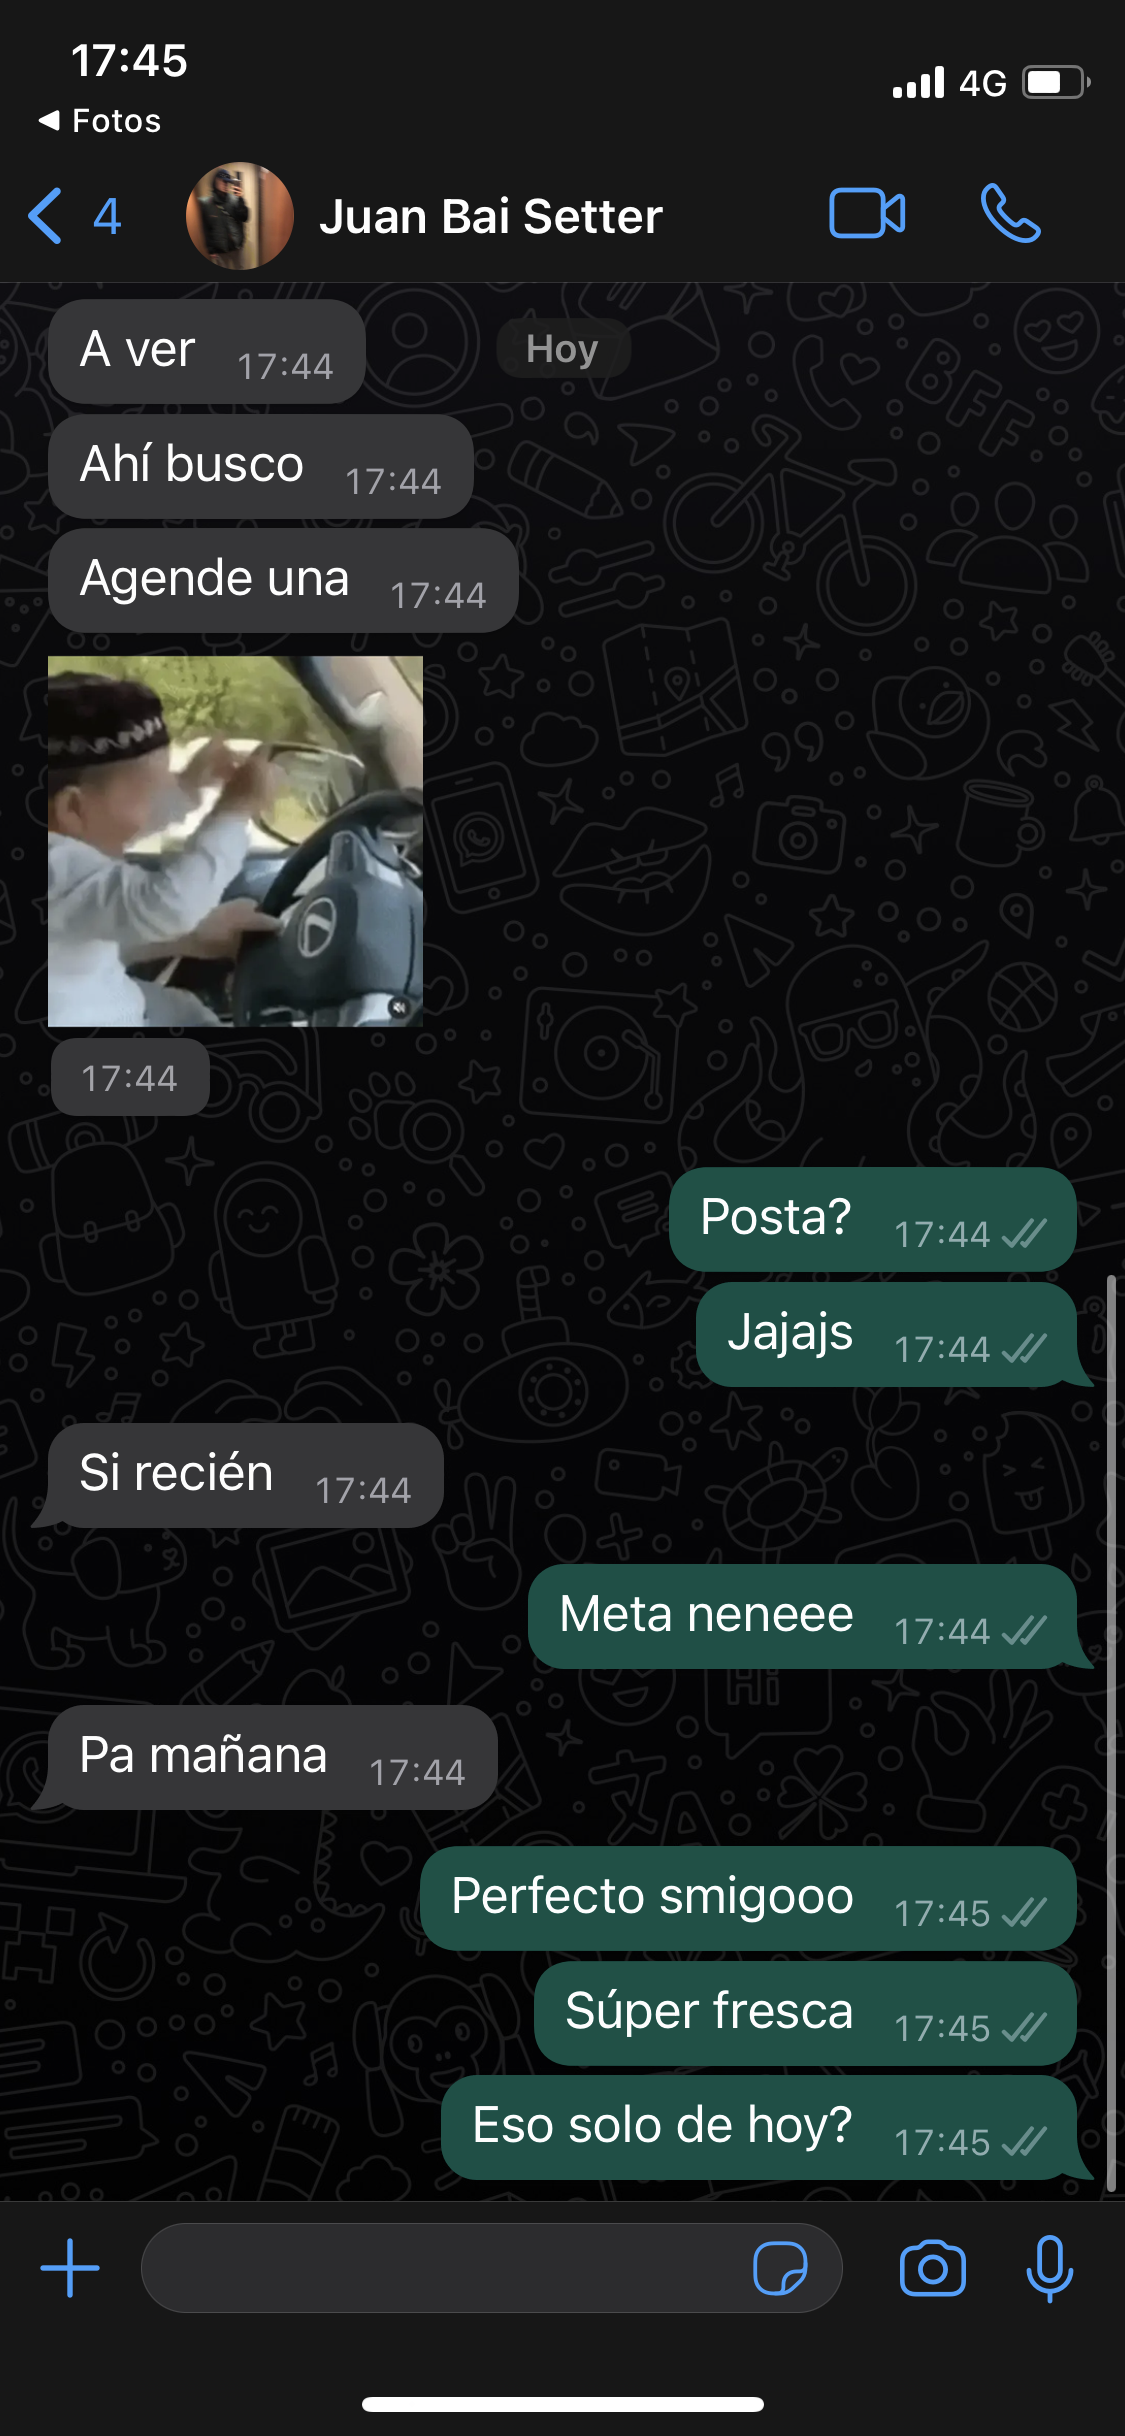 17:45
4G
◀ Fotos
4
Juan Bai Setter
Hoy
A ver 17:44
Ahí busco 17:44
Agende una 17:44
17:44
Posta? 17:44
Jajajs 17:44
Si recién 17:44
Meta neneee 17:44
Pa mañana 17:44
Perfecto smigooo 17:45
Súper fresca 17:45
Eso solo de hoy? 17:45